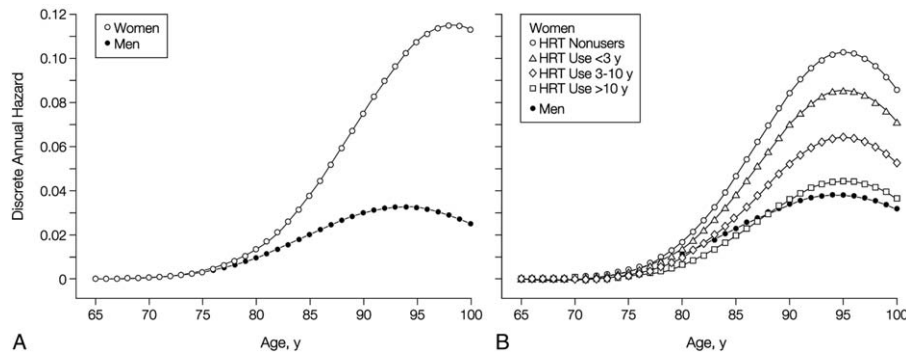 Women
Men
0.12
0.10
0.08
0.06
0.04
0.02
0
Discrete Annual Hazard
65 70 75 80 85 90 95 100
A
Age, y
Women
HRT Nonusers
HRT Use <3 y
HRT Use 3-10 y
HRT Use >10 y
Men
65 70 75 80 85 90 95 100
B
Age, y